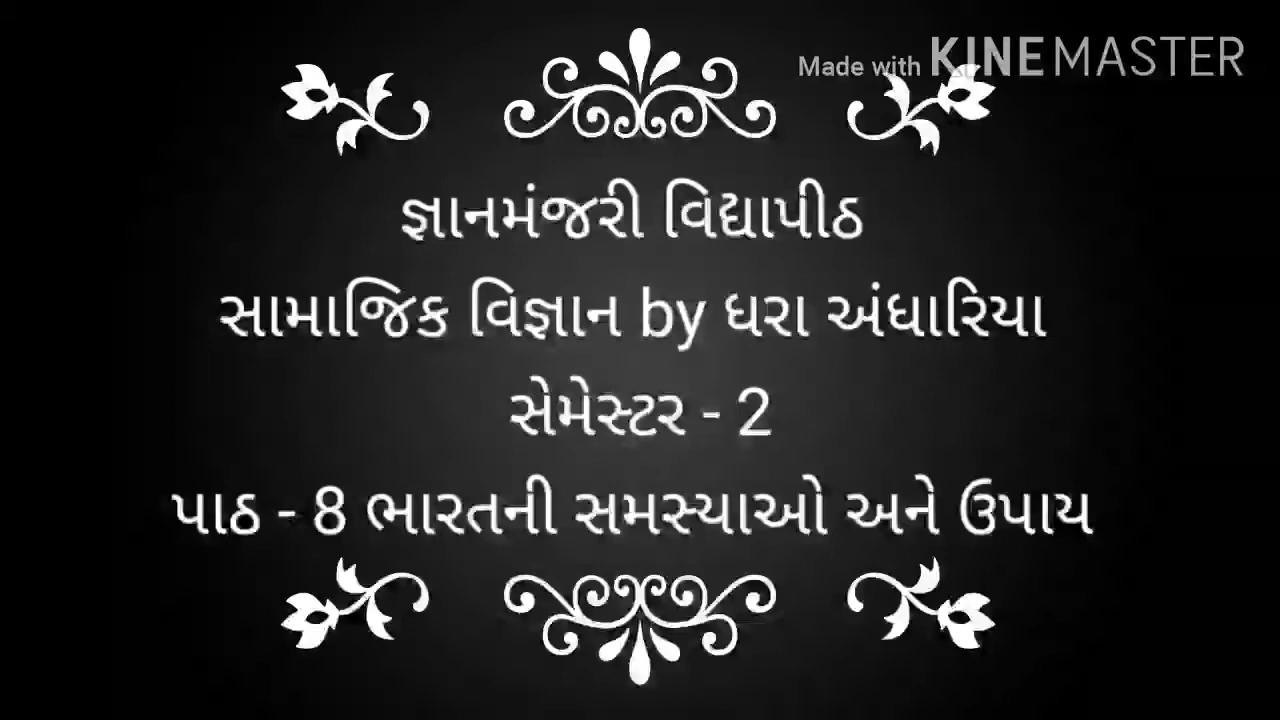 Made with KINEMASTER
જ્ઞાનમંજરી વિદ્યાપીઠ
સામાજિક વિજ્ઞાન by ધરા અંધારિયા
સેમેસ્ટર - 2
પાઠ - 8 ભારતની સમસ્યાઓ અને ઉપાય